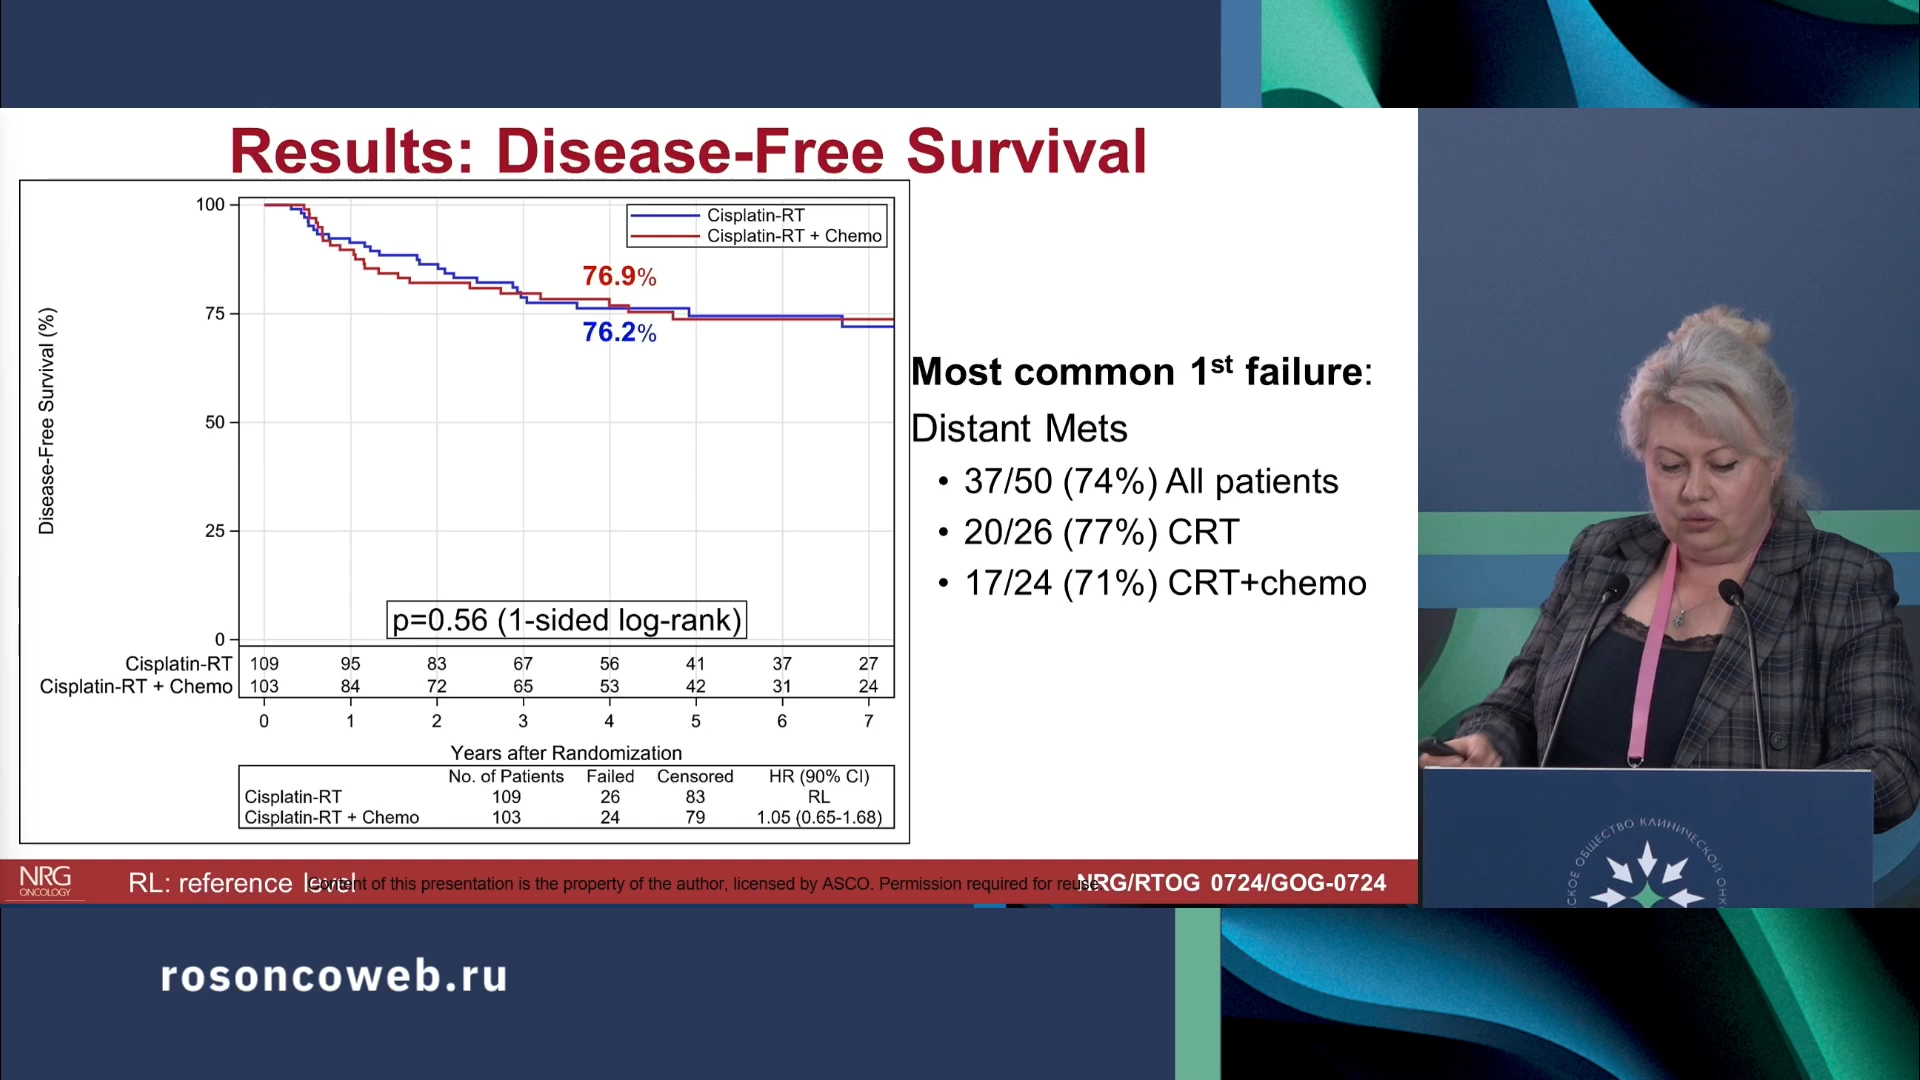 Results: Disease-Free Survival
Disease-Free Survival (%)
100
75
50
25
0
Cisplatin-RT
Cisplatin-RT + Chemo
76.9%
76.2%
p=0.56 (1-sided log-rank)
Cisplatin-RT 109 95 83 67 56 41 37 27
Cisplatin-RT + Chemo 103 84 72 65 53 42 31 24
0 1 2 3 4 5 6 7
Years after Randomization
No. of Patients Failed Censored HR (90% CI)
Cisplatin-RT 109 26 83 RL
Cisplatin-RT + Chemo 103 24 79 1.05 (0.65-1.68)
Most common 1st failure:
Distant Mets
• 37/50 (74%) All patients
• 20/26 (77%) CRT
• 17/24 (71%) CRT+chemo
NRG
ONCOLOGY
RL: reference level
Content of this presentation is the property of the author, licensed by ASCO. Permission required for reuse.
NRG/RTOG 0724/GOG-0724
ОБЩЕСТВО КЛИНИЧЕСКОЙ
rosoncoweb.ru